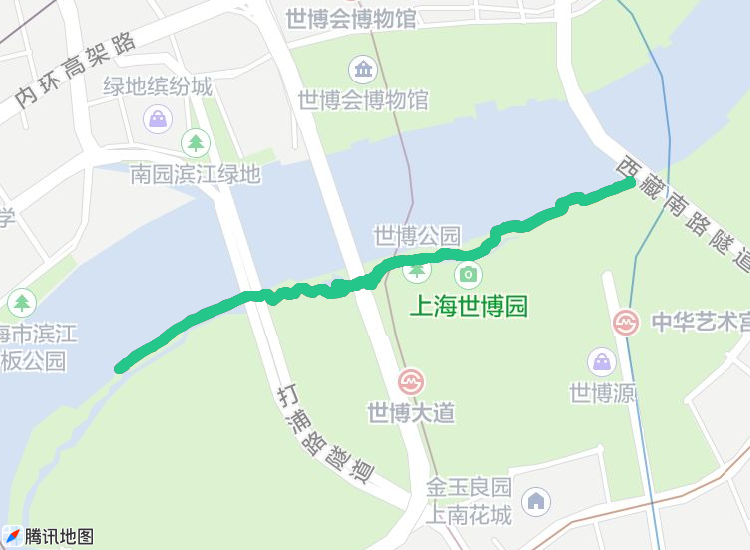 世博会博物馆
内环高架路
绿地缤纷城
世博会博物馆
南园滨江绿地
西藏南路隧道
学
世博公园
上海世博园
海市滨江
板公园
中华艺术宫
世博源
世博大道
打浦路隧道
金玉良园
上南花城
腾讯地图